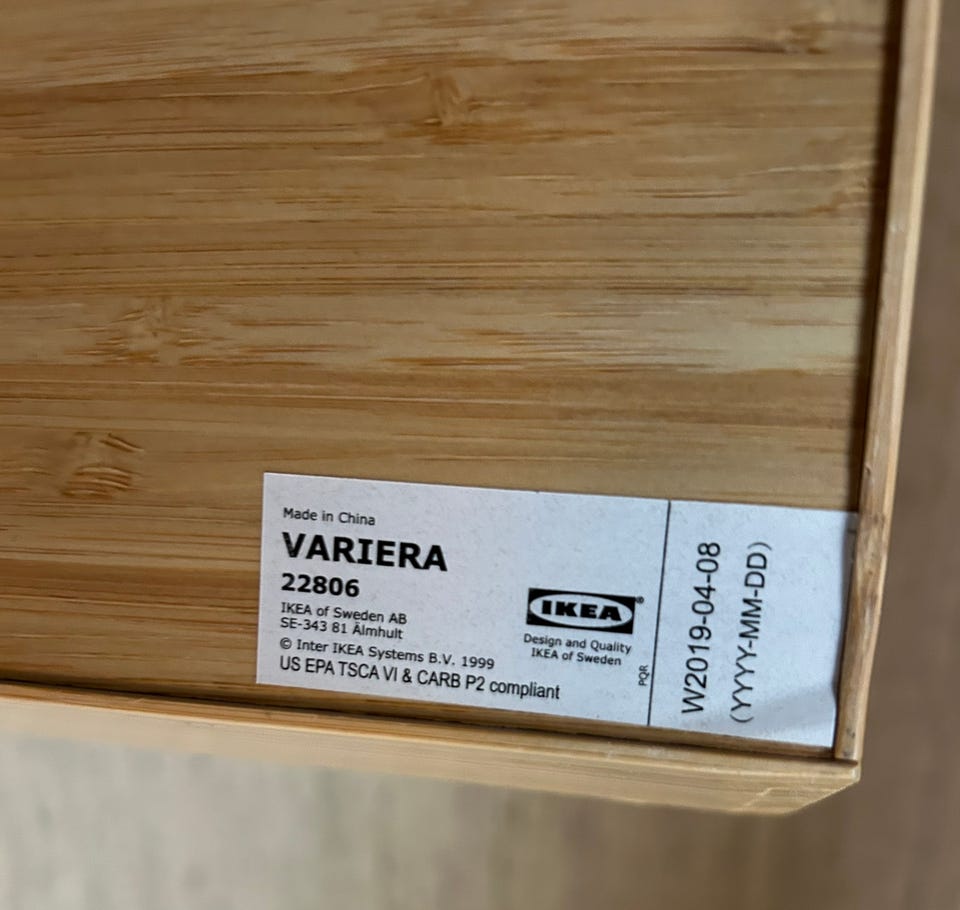 Made in China
VARIERA
22806
IKEA of Sweden AB
SE-343 81 Älmhult
© Inter IKEA Systems B.V. 1999
US EPA TSCA VI & CARB P2 compliant
IKEA®
Design and Quality
IKEA of Sweden
PQR
W2019-04-08
(YYYY-MM-DD)